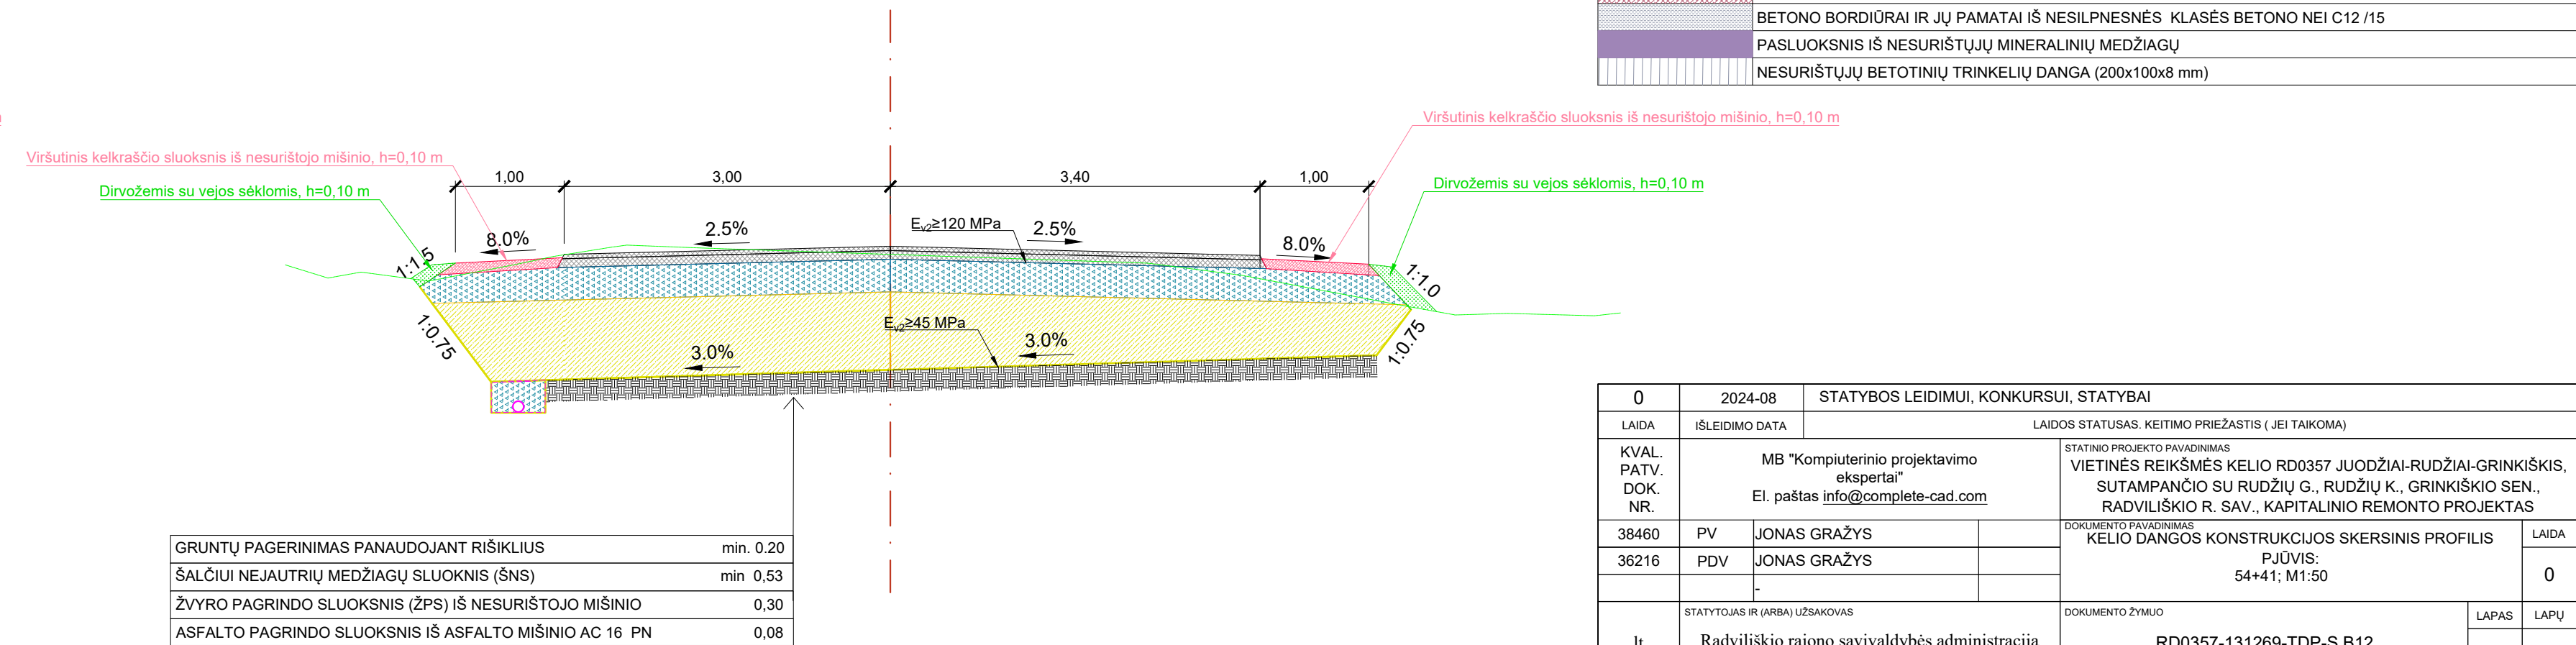 BETONO BORDIŪRAI IR JŲ PAMATAI IŠ NESILPNESNĖS KLASĖS BETONO NEI C12 /15
PASLUOKSNIS IŠ NESURIŠTŲJŲ MINERALINIŲ MEDŽIAGŲ
NESURIŠTŲJŲ BETOTINIŲ TRINKELIŲ DANGA (200x100x8 mm)
Viršutinis kelkraščio sluoksnis iš nesurištojo mišinio, h=0,10 m
Viršutinis kelkraščio sluoksnis iš nesurištojo mišinio, h=0,10 m
Dirvožemis su vejos sėklomis, h=0,10 m
Dirvožemis su vejos sėklomis, h=0,10 m
1,00 3,00 3,40 1,00
8.0% 2.5% Ev2≥120 MPa 2.5% 8.0%
1:1.5 1:1.0
1:0.75 Ev2≥45 MPa 1:0.75
3.0% 3.0%
GRUNTŲ PAGERINIMAS PANAUDOJANT RIŠIKLIUS min. 0.20
ŠALČIUI NEJAUTRIŲ MEDŽIAGŲ SLUOKNIS (ŠNS) min 0,53
ŽVYRO PAGRINDO SLUOKSNIS (ŽPS) IŠ NESURIŠTOJO MIŠINIO 0,30
ASFALTO PAGRINDO SLUOKSNIS IŠ ASFALTO MIŠINIO AC 16 PN 0,08
0 2024-08 STATYBOS LEIDIMUI, KONKURSUI, STATYBAI
LAIDA IŠLEIDIMO DATA LAIDOS STATUSAS. KEITIMO PRIEŽASTIS ( JEI TAIKOMA)
KVAL.
PATV.
DOK.
NR.
MB "Kompiuterinio projektavimo
ekspertai"
El. paštas info@complete-cad.com
STATINIO PROJEKTO PAVADINIMAS
VIETINĖS REIKŠMĖS KELIO RD0357 JUODŽIAI-RUDŽIAI-GRINKIŠKIS,
SUTAMPANČIO SU RUDŽIŲ G., RUDŽIŲ K., GRINKIŠKIO SEN.,
RADVILIŠKIO R. SAV., KAPITALINIO REMONTO PROJEKTAS
38460 PV JONAS GRAŽYS
36216 PDV JONAS GRAŽYS
-
DOKUMENTO PAVADINIMAS
KELIO DANGOS KONSTRUKCIJOS SKERSINIS PROFILIS
PJŪVIS:
54+41; M1:50
LAIDA
0
STATYTOJAS IR (ARBA) UŽSAKOVAS
lt Radviliškio rajono savivaldybės administracija
DOKUMENTO ŽYMUO
RD0357-131269-TDP-S.B12
LAPAS LAPŲ